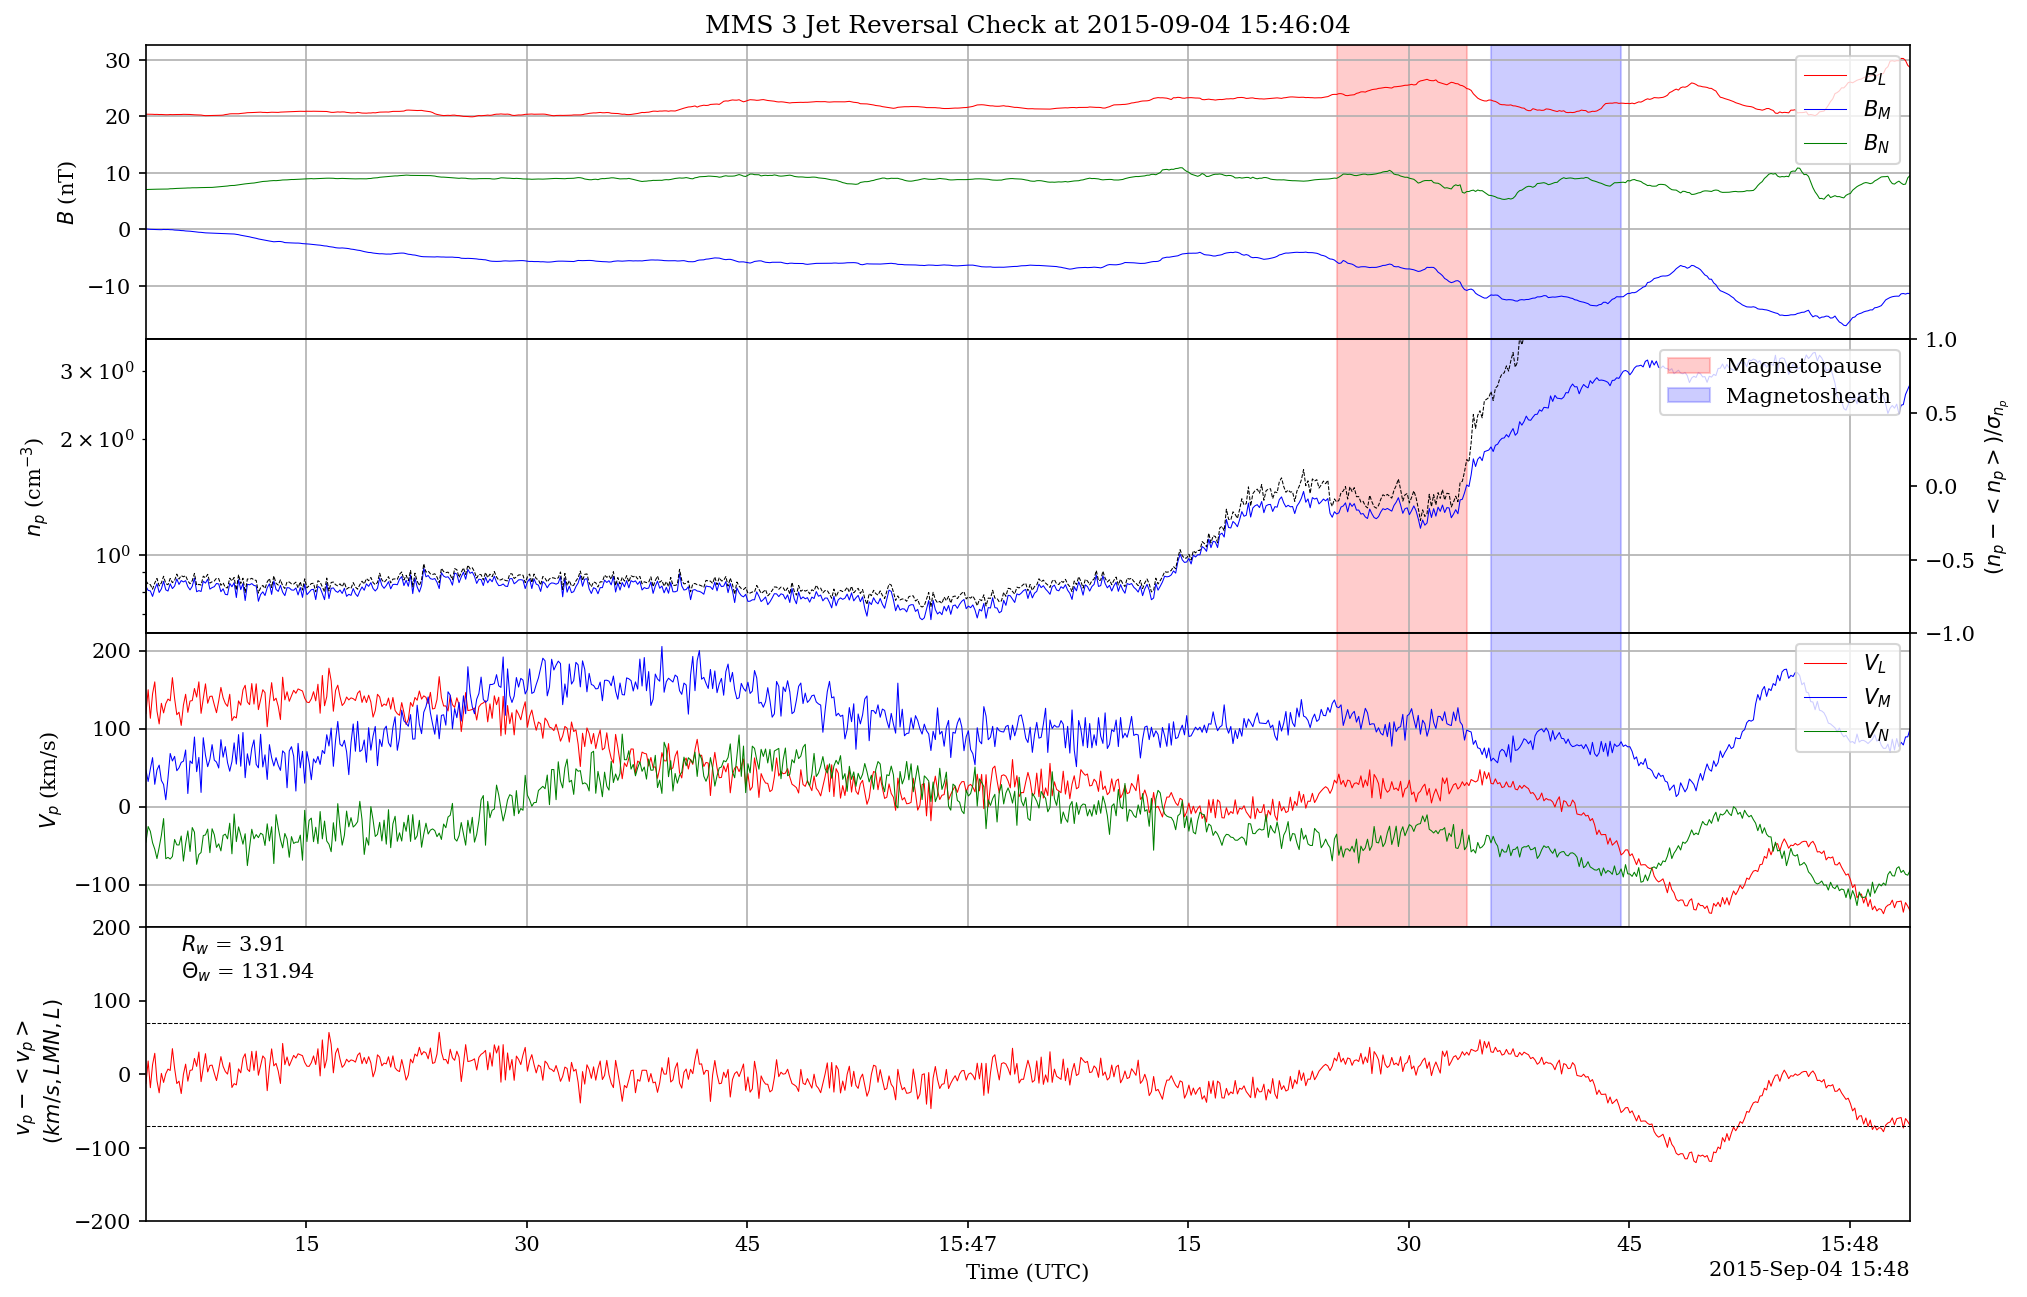 MMS 3 Jet Reversal Check at 2015-09-04 15:46:04
30
20
10
0
−10
B (nT)
B_L
B_M
B_N
3 × 10^0
2 × 10^0
10^0
n_p (cm^{-3})
1.0
0.5
0.0
−0.5
−1.0
(n_p − < n_p >)/σ_{n_p}
Magnetopause
Magnetosheath
200
100
0
−100
V_p (km/s)
V_L
V_M
V_N
200
100
0
−100
−200
v_p − < v_p >
(km/s, LMN, L)
R_w = 3.91
Θ_w = 131.94
15
30
45
15:47
15
30
45
15:48
Time (UTC)
2015-Sep-04 15:48